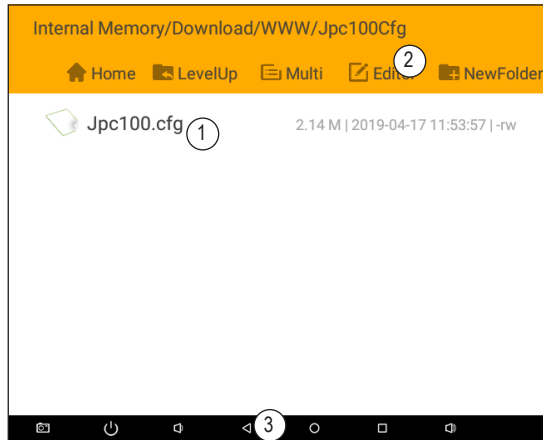 Internal Memory/Download/WWW/Jpc100Cfg
2
Home LevelUp Multi Editor NewFolder
Jpc100.cfg 1 2.14 M | 2019-04-17 11:53:57 | -rw
3